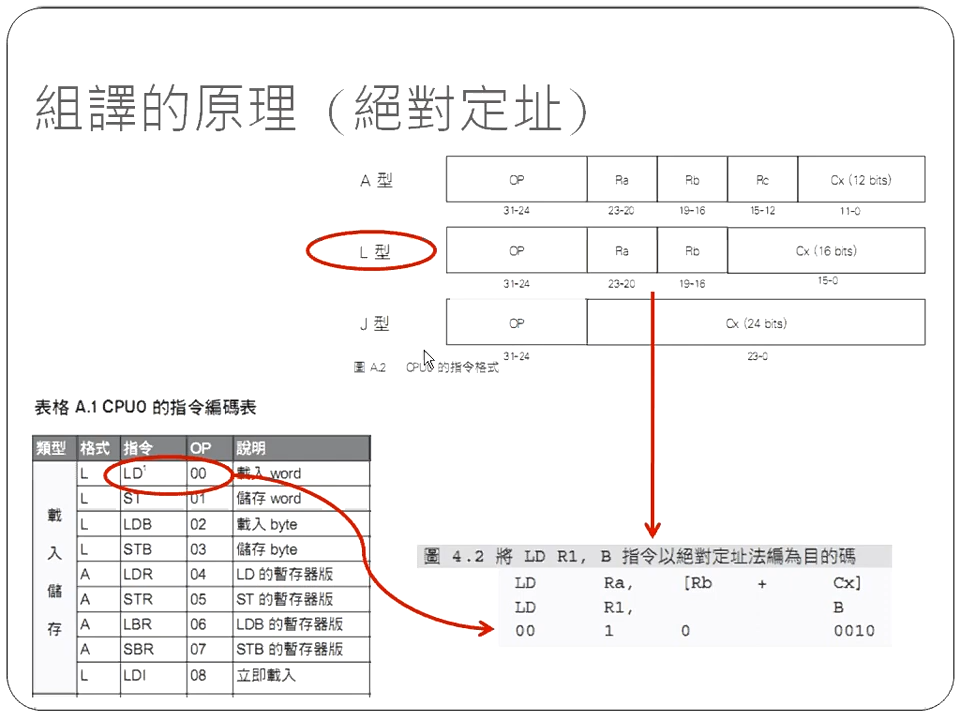 組譯的原理（絕對定址）
A 型 OP Ra Rb Rc Cx (12 bits)
31-24 23-20 19-16 15-12 11-0
L 型 OP Ra Rb Cx (16 bits)
31-24 23-20 19-16 15-0
J 型 OP Cx (24 bits)
31-24 23-0
圖 A.2 CPU0 的指令格式
表格 A.1 CPU0 的指令編碼表
類型 格式 指令 OP 說明
載入儲存
L LD¹ 00 載入 word
L ST 01 儲存 word
L LDB 02 載入 byte
L STB 03 儲存 byte
A LDR 04 LD 的暫存器版
A STR 05 ST 的暫存器版
A LBR 06 LDB 的暫存器版
A SBR 07 STB 的暫存器版
L LDI 08 立即載入
圖 4.2 將 LD R1, B 指令以絕對定址法編為目的碼
LD Ra, [Rb + Cx]
LD R1, B
00 1 0 0010